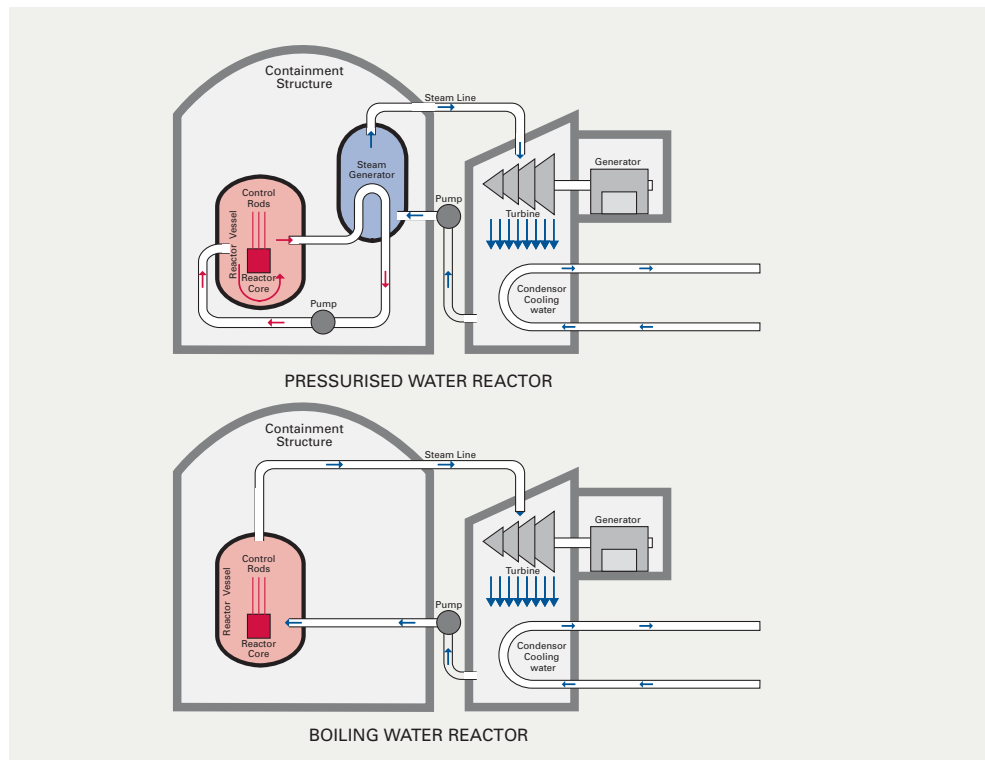 Containment
Structure
Steam Line
Steam
Generator
Generator
Control
Rods
Pump
Reactor Vessel
Turbine
Reactor
Core
Condensor
Cooling
water
Pump
PRESSURISED WATER REACTOR
Containment
Structure
Steam Line
Generator
Control
Rods
Turbine
Reactor Vessel
Pump
Reactor
Core
Condensor
Cooling
water
BOILING WATER REACTOR